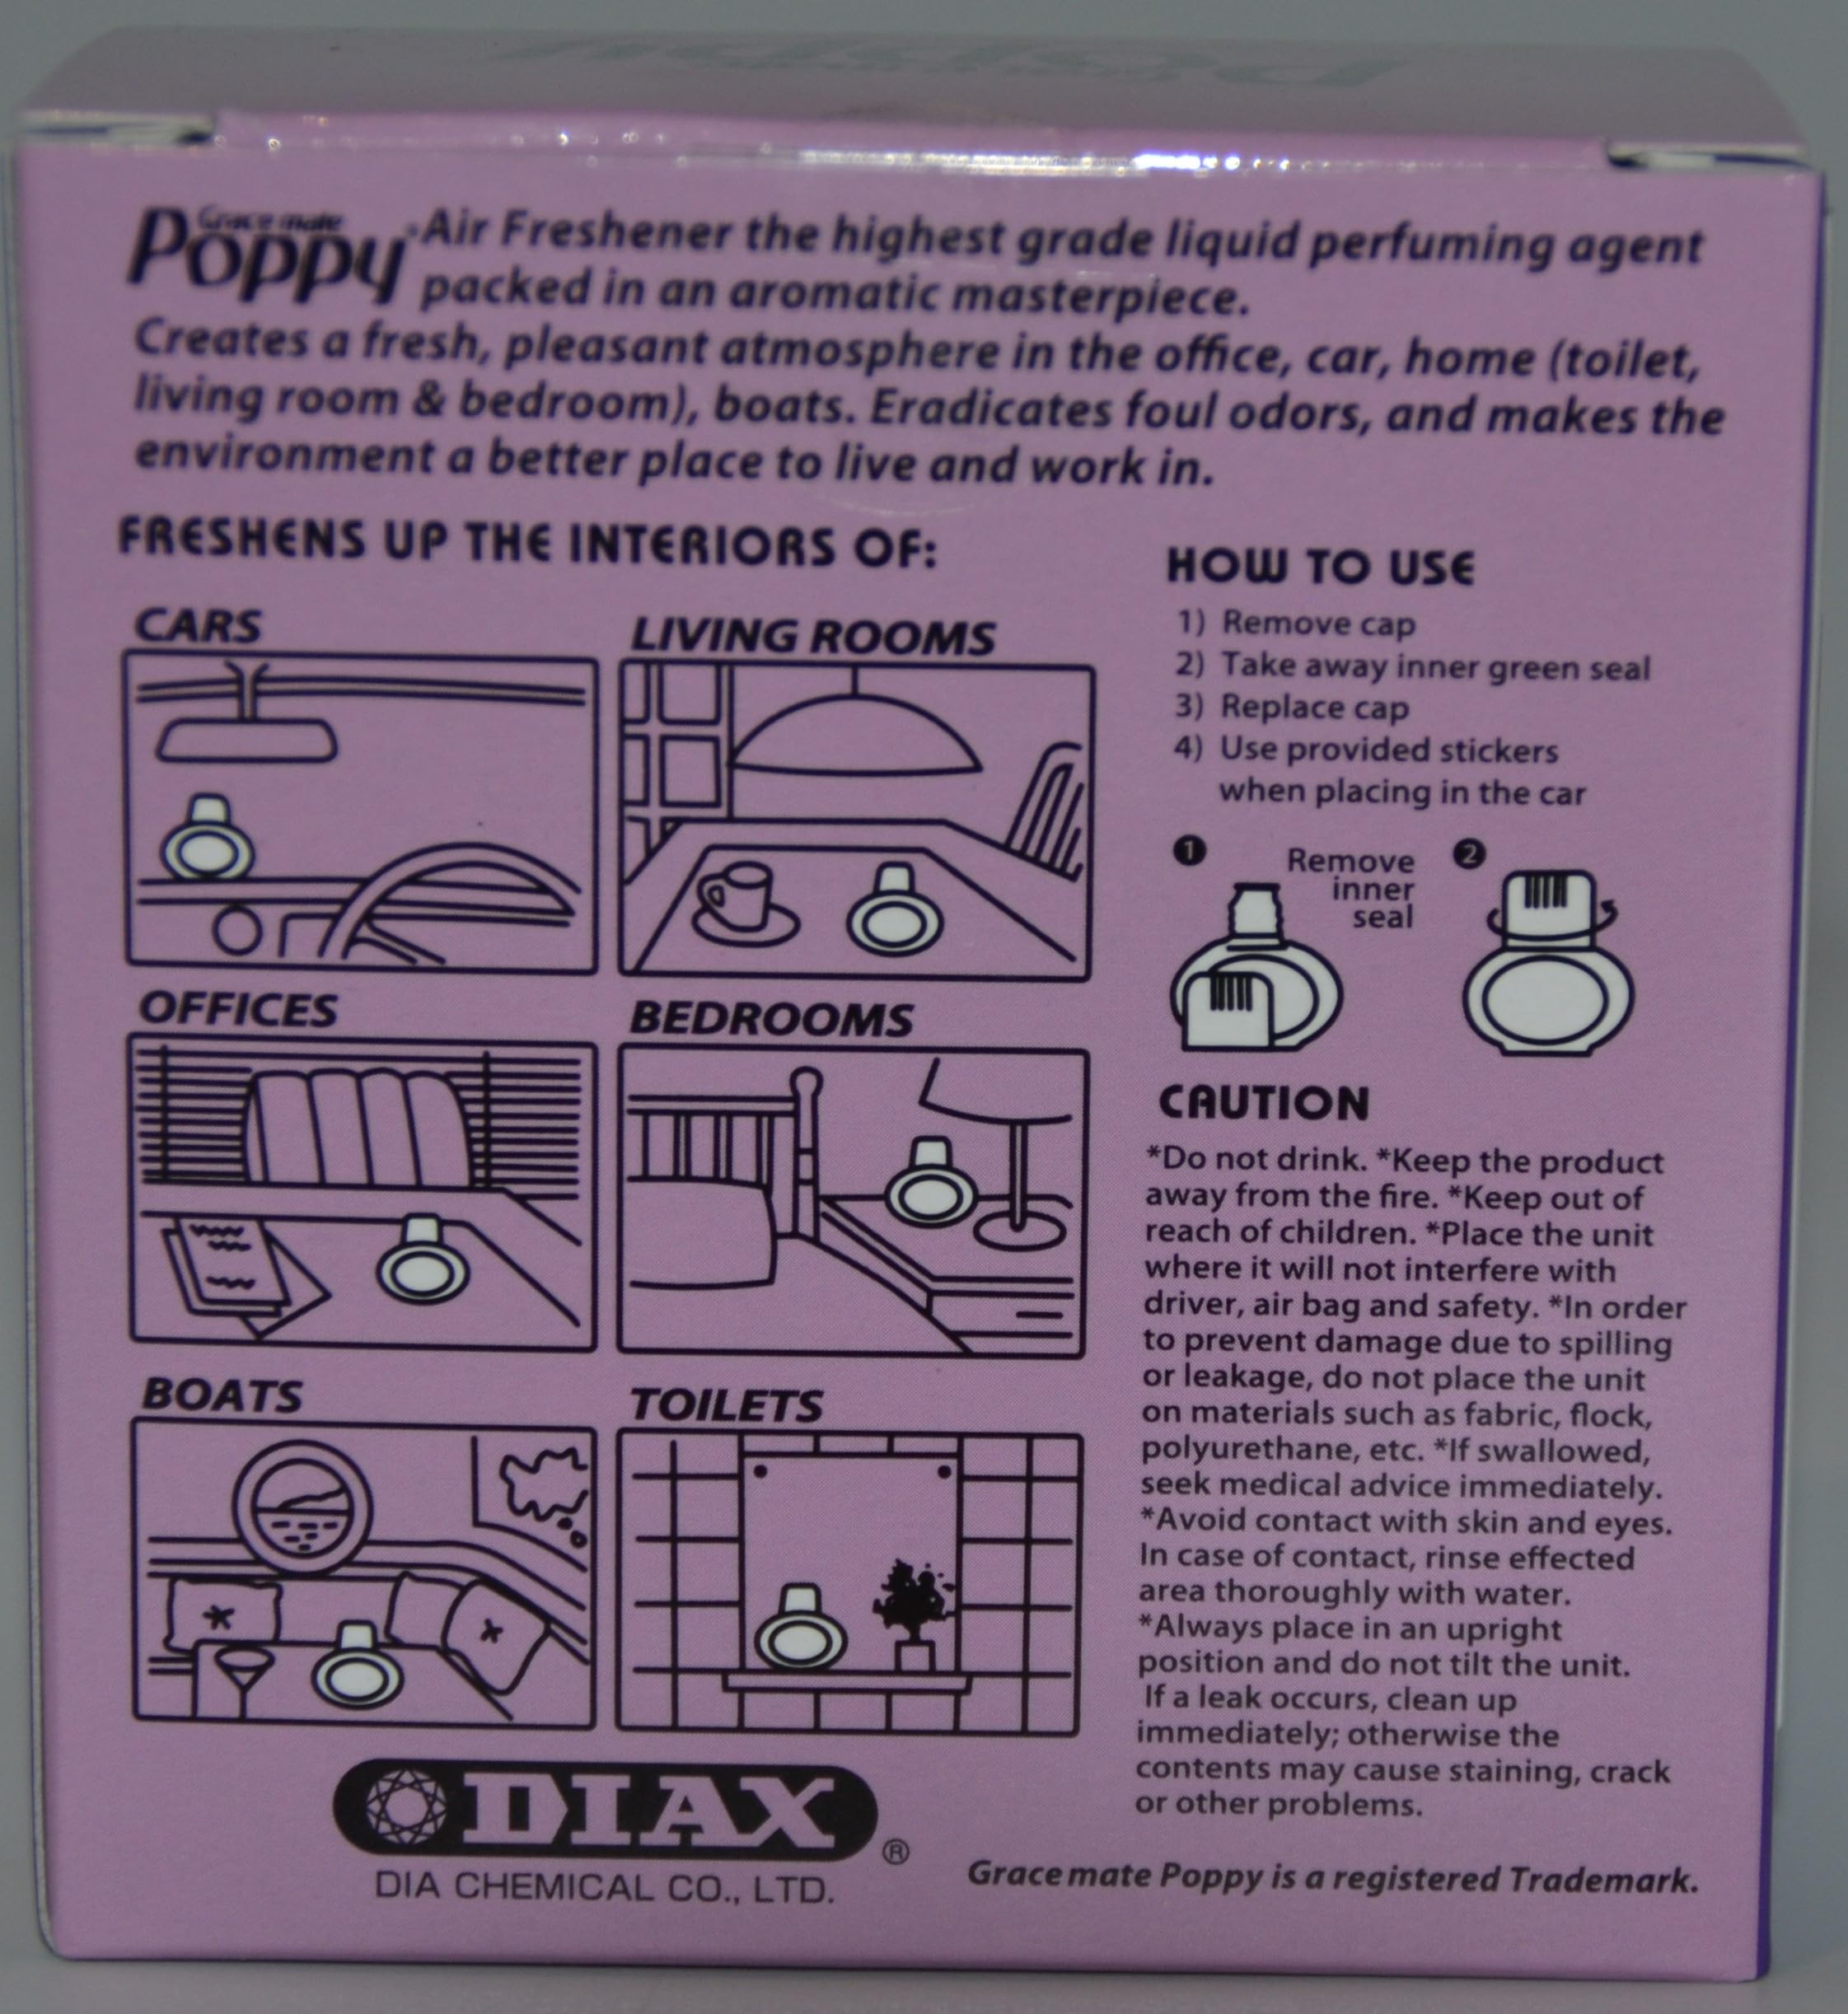 Poppy
Grace mate
Poppy Air Freshener the highest grade liquid perfuming agent
packed in an aromatic masterpiece.
Creates a fresh, pleasant atmosphere in the office, car, home (toilet,
living room & bedroom), boats. Eradicates foul odors, and makes the
environment a better place to live and work in.
FRESHENS UP THE INTERIORS OF:
CARS
LIVING ROOMS
OFFICES
BEDROOMS
BOATS
TOILETS
HOW TO USE
1) Remove cap
2) Take away inner green seal
3) Replace cap
4) Use provided stickers
when placing in the car
1
Remove
inner
seal
2
CAUTION
*Do not drink. *Keep the product
away from the fire. *Keep out of
reach of children. *Place the unit
where it will not interfere with
driver, air bag and safety. *In order
to prevent damage due to spilling
or leakage, do not place the unit
on materials such as fabric, flock,
polyurethane, etc. *If swallowed,
seek medical advice immediately.
*Avoid contact with skin and eyes.
In case of contact, rinse effected
area thoroughly with water.
*Always place in an upright
position and do not tilt the unit.
If a leak occurs, clean up
immediately; otherwise the
contents may cause staining, crack
or other problems.
DIAX ®
DIA CHEMICAL CO., LTD.
Grace mate Poppy is a registered Trademark.